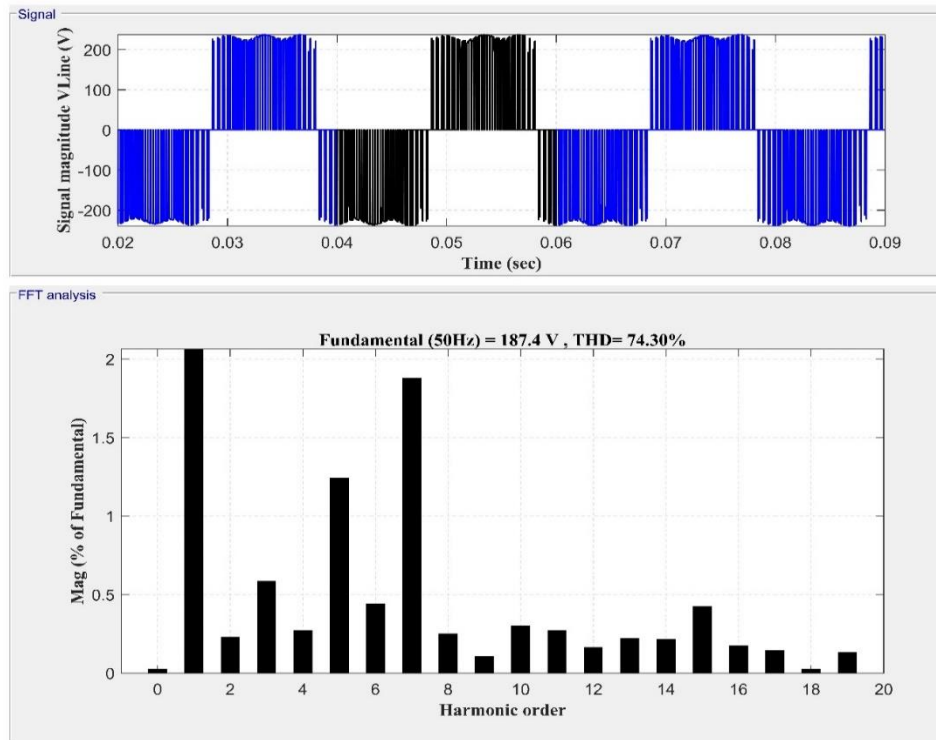 Signal
Signal magnitude VLine (V)
200
100
0
-100
-200
0.02 0.03 0.04 0.05 0.06 0.07 0.08 0.09
Time (sec)
FFT analysis
Fundamental (50Hz) = 187.4 V , THD= 74.30%
Mag (% of Fundamental)
2
1.5
1
0.5
0
0 2 4 6 8 10 12 14 16 18 20
Harmonic order